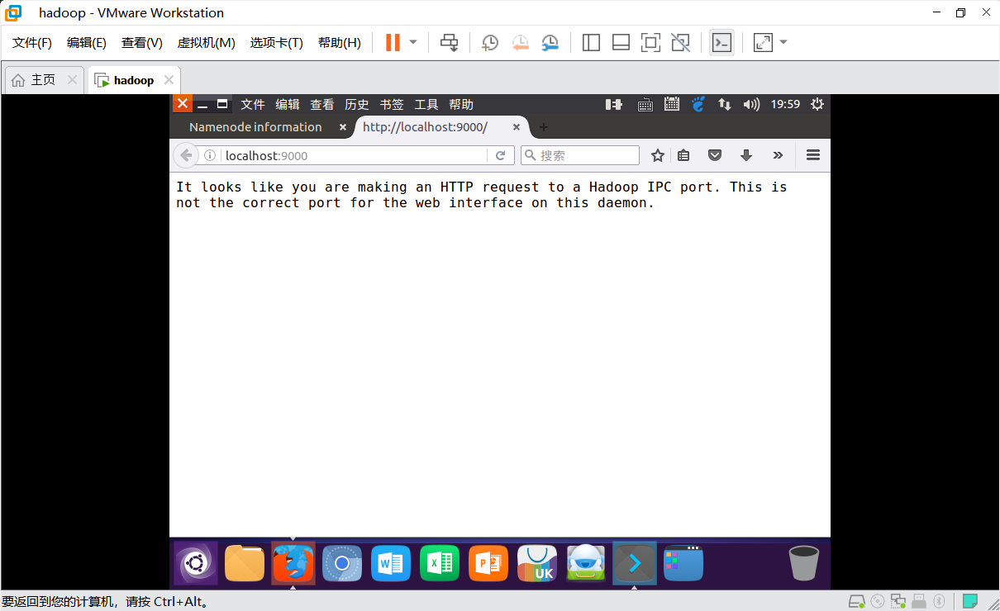 hadoop - VMware Workstation
文件(F) 编辑(E) 查看(V) 虚拟机(M) 选项卡(T) 帮助(H)
主页 hadoop
文件 编辑 查看 历史 书签 工具 帮助 19:59
Namenode information http://localhost:9000/
localhost:9000 搜索
It looks like you are making an HTTP request to a Hadoop IPC port. This is
not the correct port for the web interface on this daemon.
W X P UK
要返回到您的计算机，请按 Ctrl+Alt。